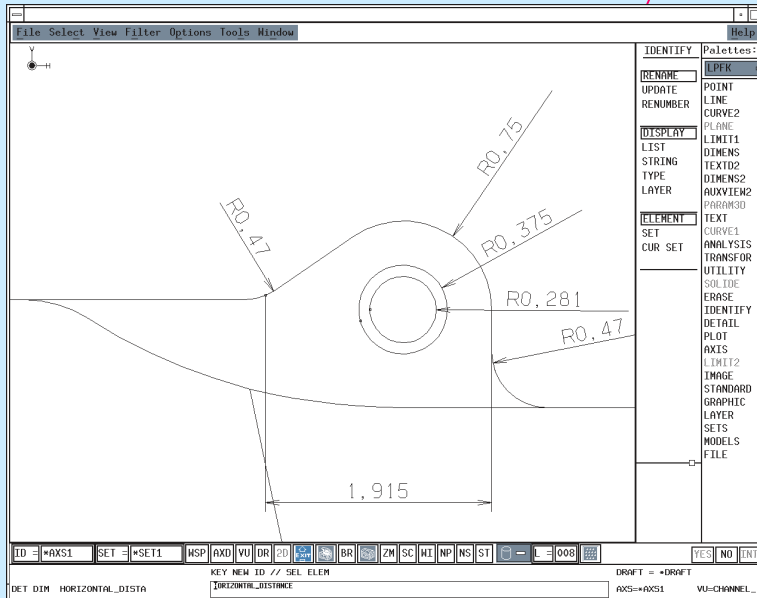 File Select View Filter Options Tools Window Help
Y
H
R0,75
R0,47
R0,375
R0,281
R0,47
1,915
IDENTIFY
RENAME
UPDATE
RENUMBER
DISPLAY
LIST
STRING
TYPE
LAYER
ELEMENT
SET
CUR SET
Palettes:
LPFK
POINT
LINE
CURVE2
PLANE
LIMIT1
DIMENS
TEXTD2
DIMENS2
AUXVIEW2
PARAM3D
TEXT
CURVE1
ANALYSIS
TRANSFOR
UTILITY
SOLIDE
ERASE
IDENTIFY
DETAIL
PLOT
AXIS
LIMIT2
IMAGE
STANDARD
GRAPHIC
LAYER
SETS
MODELS
FILE
ID = *AXS1 SET = *SET1 WSP AXD VU DR 2D EXIT BR ZM SC WI NP NS ST L = 008 YES NO INT
KEY NEW ID // SEL ELEM DRAFT = *DRAFT
DET DIM HORIZONTAL_DISTA IORIZONTAL_DISTANCE AXS=*AXS1 VU=CHANNEL_